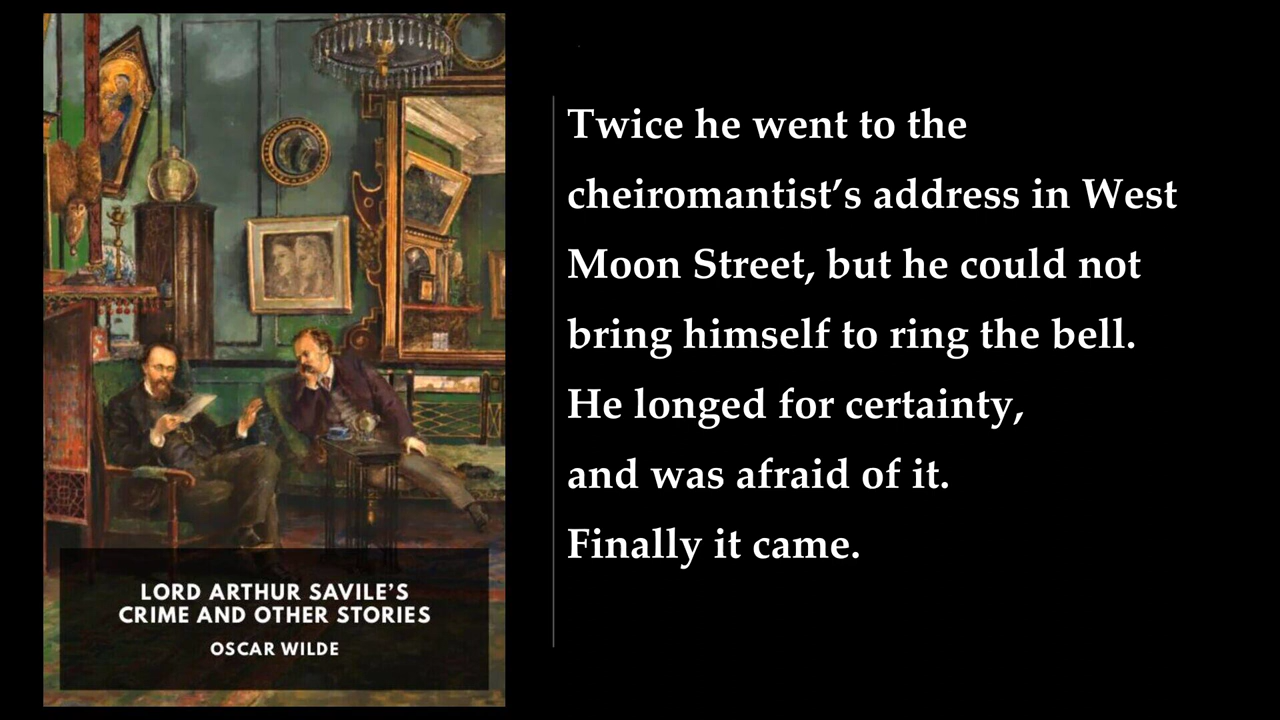 Twice he went to the
cheiromantist’s address in West
Moon Street, but he could not
bring himself to ring the bell.
He longed for certainty,
and was afraid of it.
Finally it came.
LORD ARTHUR SAVILE’S
CRIME AND OTHER STORIES
OSCAR WILDE